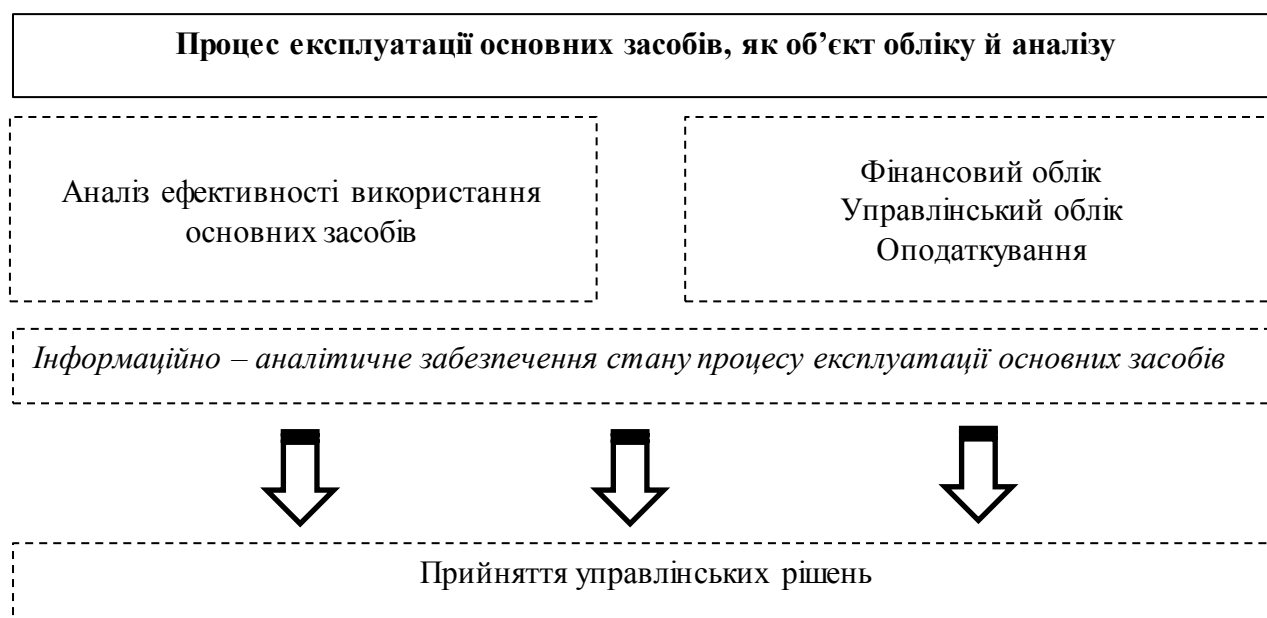 Процес експлуатації основних засобів, як об’єкт обліку й аналізу
Аналіз ефективності використання
основних засобів
Фінансовий облік
Управлінський облік
Оподаткування
Інформаційно – аналітичне забезпечення стану процесу експлуатації основних засобів
Прийняття управлінських рішень